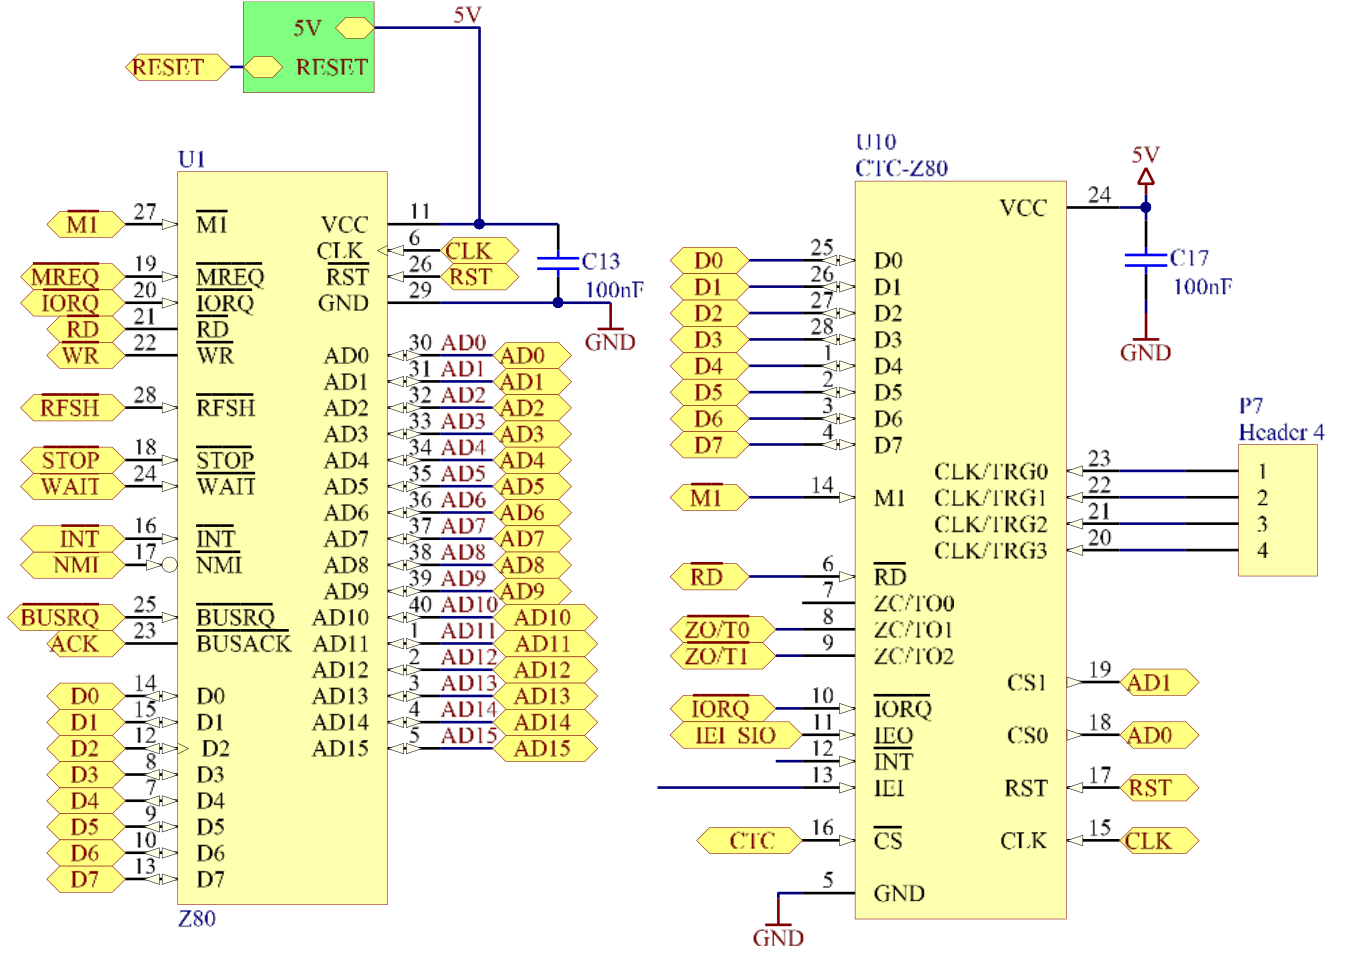 5V
5V
RESET
RESET
U1
M1 27 M1
MREQ 19 MREQ
IORQ 20 IORQ
RD 21 RD
WR 22 WR
RFSH 28 RFSH
STOP 18 STOP
WAIT 24 WAIT
INT 16 INT
NMI 17 NMI
BUSRQ 25 BUSRQ
ACK 23 BUSACK
D0 14 D0
D1 15 D1
D2 12 D2
D3 8 D3
D4 7 D4
D5 9 D5
D6 10 D6
D7 13 D7
VCC 11
CLK 6 CLK
RST 26 RST
GND 29
C13
100nF
GND
AD0 30 AD0 AD0
AD1 31 AD1 AD1
AD2 32 AD2 AD2
AD3 33 AD3 AD3
AD4 34 AD4 AD4
AD5 35 AD5 AD5
AD6 36 AD6 AD6
AD7 37 AD7 AD7
AD8 38 AD8 AD8
AD9 39 AD9 AD9
AD10 40 AD10 AD10
AD11 1 AD11 AD11
AD12 2 AD12 AD12
AD13 3 AD13 AD13
AD14 4 AD14 AD14
AD15 5 AD15 AD15
Z80
U10
CTC-Z80
D0 25 D0
D1 26 D1
D2 27 D2
D3 28 D3
D4 1 D4
D5 2 D5
D6 3 D6
D7 4 D7
M1 14 M1
RD 6 RD
7 ZC/TO0
ZO/T0 8 ZC/TO1
ZO/T1 9 ZC/TO2
IORQ 10 IORQ
IEI SIO 11 IEO
12 INT
13 IEI
CTC 16 CS
5 GND
GND
VCC 24
5V
C17
100nF
GND
CLK/TRG0 23
CLK/TRG1 22
CLK/TRG2 21
CLK/TRG3 20
P7
Header 4
1
2
3
4
CS1 19 AD1
CS0 18 AD0
RST 17 RST
CLK 15 CLK